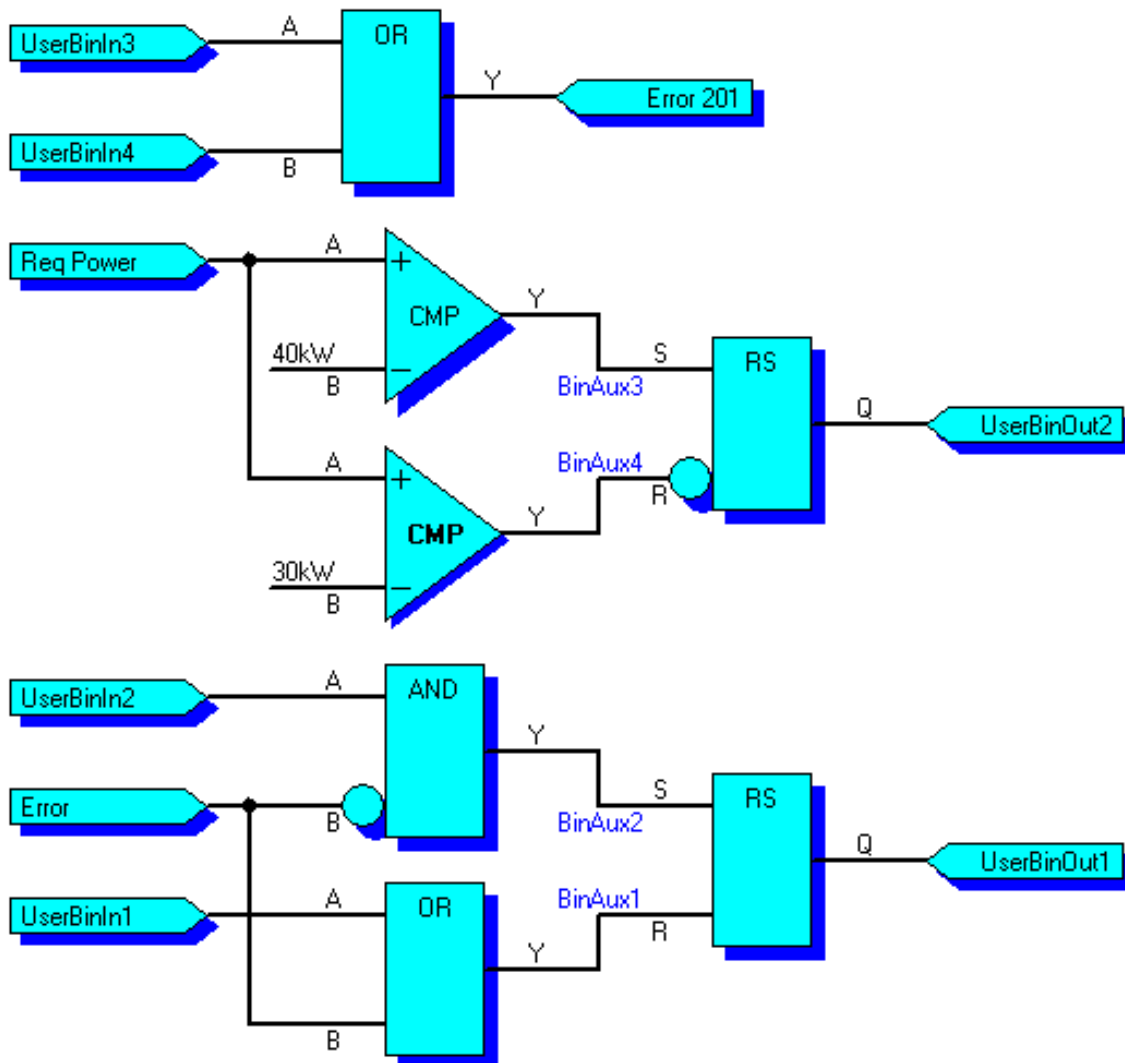 UserBinIn3
A
OR
Y
Error 201
UserBinIn4
B
Req Power
A
+
CMP
Y
40kW
B
−
S
RS
BinAux3
Q
UserBinOut2
A
+
BinAux4
R
CMP
Y
30kW
B
−
UserBinIn2
A
AND
Y
Error
B
S
RS
BinAux2
Q
UserBinOut1
UserBinIn1
A
OR
BinAux1
R
Y
B